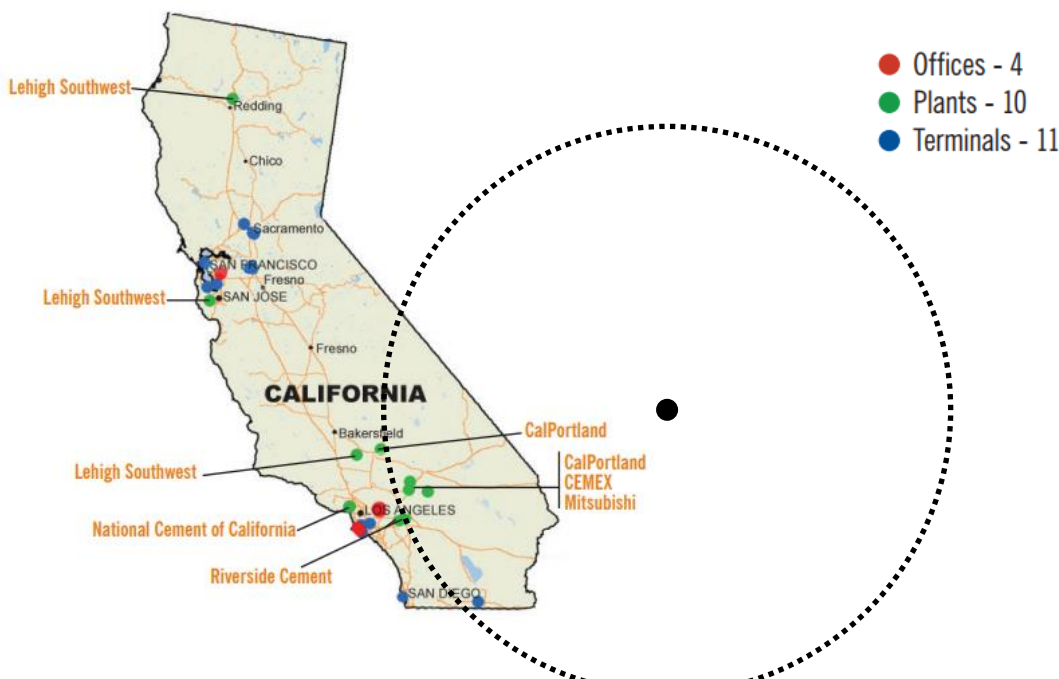 Offices - 4
Plants - 10
Terminals - 11
Lehigh Southwest
Redding
Chico
Sacramento
SAN FRANCISCO
Fresno
Lehigh Southwest
SAN JOSE
Fresno
CALIFORNIA
Bakersfield
CalPortland
Lehigh Southwest
CalPortland
CEMEX
Mitsubishi
National Cement of California
LOS ANGELES
Riverside Cement
SAN DIEGO